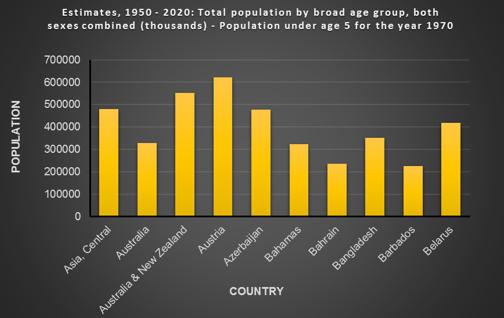 Estimates, 1950 - 2020: Total population by broad age group, both
sexes combined (thousands) - Population under age 5 for the year 1970
POPULATION
700000
600000
500000
400000
300000
200000
100000
0
Asia, Central
Australia
Australia & New Zealand
Austria
Azerbaijan
Bahamas
Bahrain
Bangladesh
Barbados
Belarus
COUNTRY